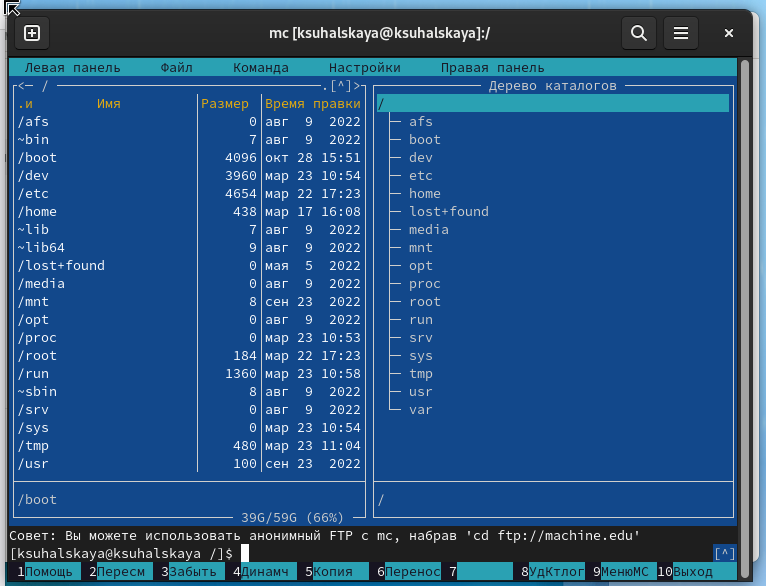 mc [ksuhalskaya@ksuhalskaya]:/
Левая панель Файл Команда Настройки Правая панель
<─ / .[^]> Дерево каталогов
.и Имя Размер Время правки /
/afs 0 авг 9 2022 afs
~bin 7 авг 9 2022 boot
/boot 4096 окт 28 15:51 dev
/dev 3960 мар 23 10:54 etc
/etc 4654 мар 22 17:23 home
/home 438 мар 17 16:08 lost+found
~lib 7 авг 9 2022 media
~lib64 9 авг 9 2022 mnt
/lost+found 0 мая 5 2022 opt
/media 0 авг 9 2022 proc
/mnt 8 сен 23 2022 root
/opt 0 авг 9 2022 run
/proc 0 мар 23 10:53 srv
/root 184 мар 22 17:23 sys
/run 1360 мар 23 10:58 tmp
~sbin 8 авг 9 2022 usr
/srv 0 авг 9 2022 var
/sys 0 мар 23 10:54
/tmp 480 мар 23 11:04
/usr 100 сен 23 2022
/boot /
39G/59G (66%)
Совет: Вы можете использовать анонимный FTP с mc, набрав 'cd ftp://machine.edu'
[ksuhalskaya@ksuhalskaya /]$ [^]
1Помощь 2Пересм 3Забыть 4Динамч 5Копия 6Перенос 7 8УдКтлог 9МенюМС 10Выход